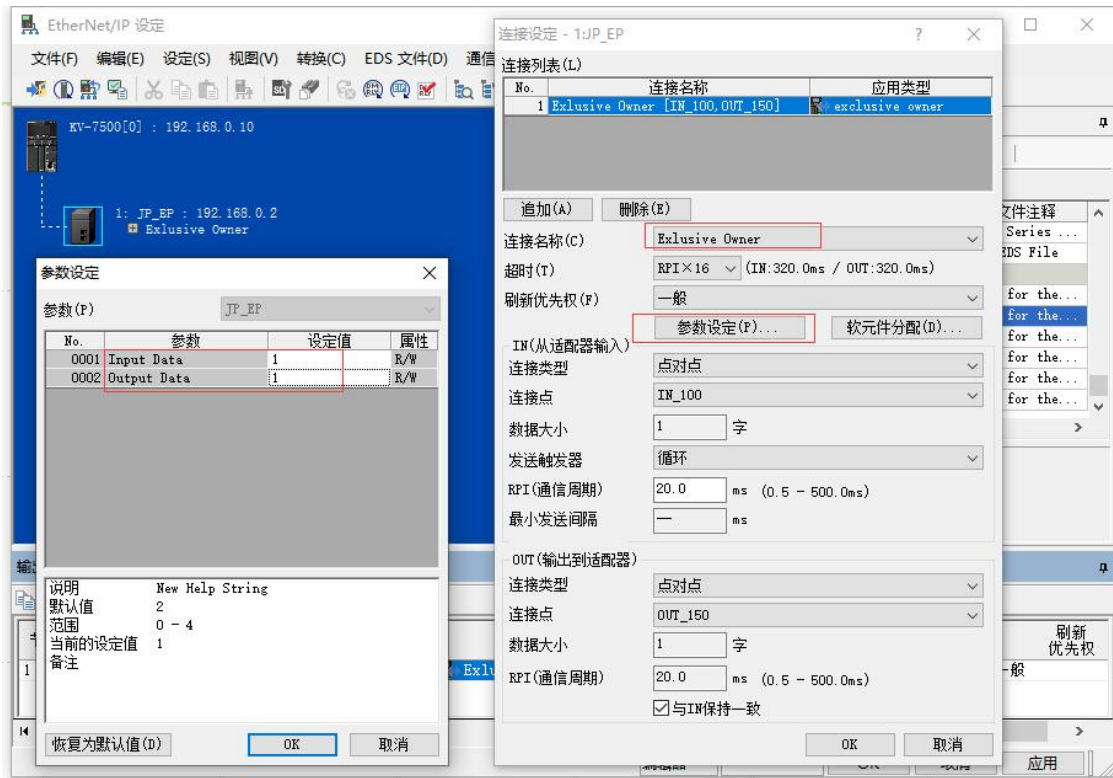 EtherNet/IP 设定
文件(F) 编辑(E) 设定(S) 视图(V) 转换(C) EDS 文件(D) 通信
KV-7500[0] : 192.168.0.10
1: JP_EP : 192.168.0.2
Exlusive Owner
参数设定
参数(P) JP_EP
No. 参数 设定值 属性
0001 Input Data 1 R/W
0002 Output Data 1 R/W
说明 New Help String
默认值 2
范围 0 - 4
当前的设定值 1
备注
恢复为默认值(D) OK 取消
连接设定 - 1:JP_EP
连接列表(L)
No. 连接名称 应用类型
1 Exlusive Owner [IN_100,OUT_150] exclusive owner
追加(A) 删除(E)
连接名称(C) Exlusive Owner
超时(T) RPI×16 (IN:320.0ms / OUT:320.0ms)
刷新优先权(F) 一般
参数设定(P)... 软元件分配(D)...
IN(从适配器输入)
连接类型 点对点
连接点 IN_100
数据大小 1 字
发送触发器 循环
RPI(通信周期) 20.0 ms (0.5 - 500.0ms)
最小发送间隔 — ms
OUT(输出到适配器)
连接类型 点对点
连接点 OUT_150
数据大小 1 字
RPI(通信周期) 20.0 ms (0.5 - 500.0ms)
与IN保持一致
OK 取消
文件注释
Series ...
EDS File
for the...
for the...
for the...
for the...
for the...
for the...
输
1 Exlu
刷新
优先权
一般
应用